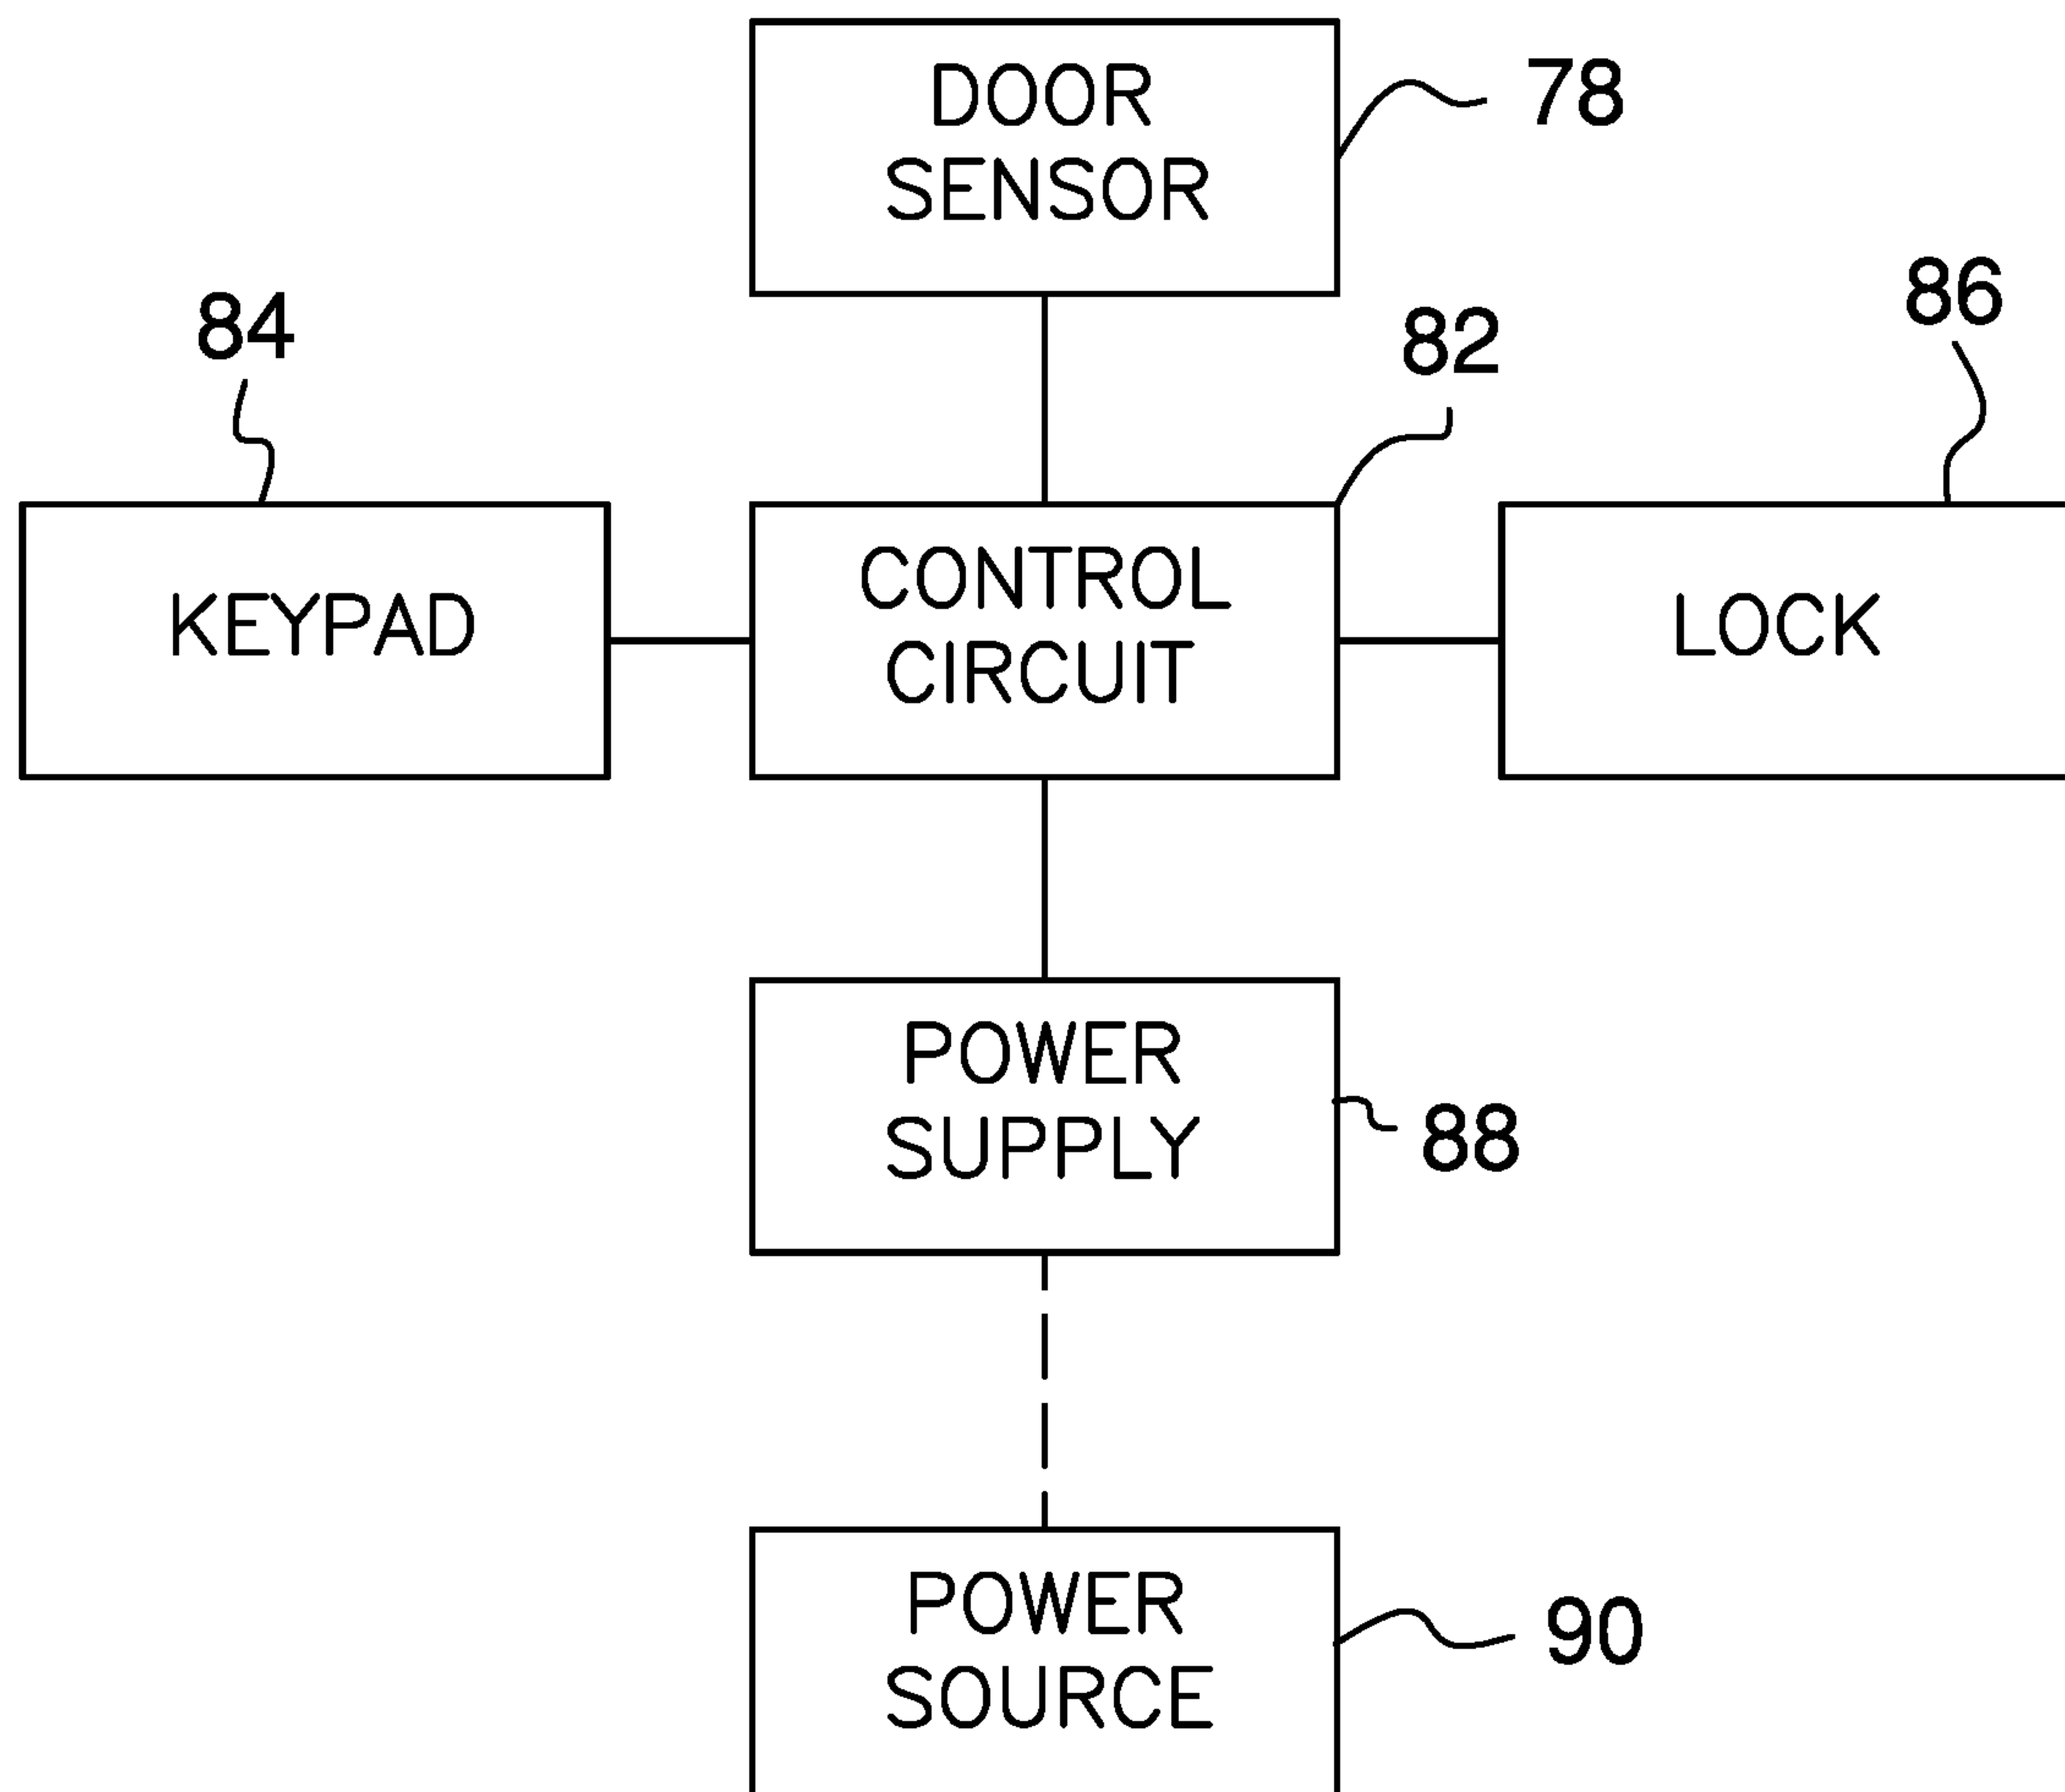 DOOR
SENSOR
78
84
82
86
KEYPAD
CONTROL
CIRCUIT
LOCK
POWER
SUPPLY
88
POWER
SOURCE
90